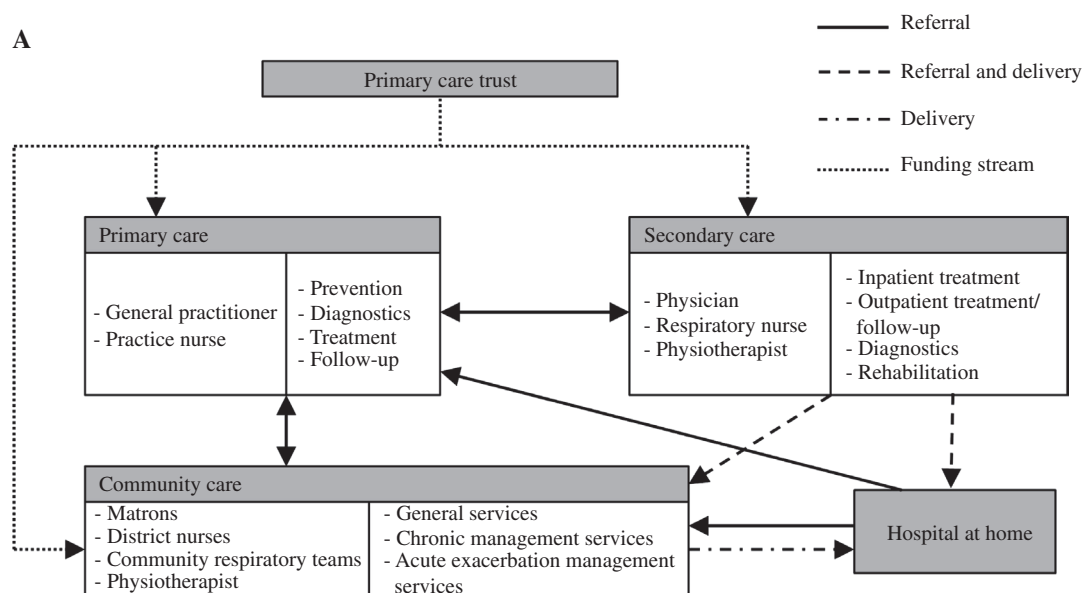 A
Referral
Referral and delivery
Delivery
Funding stream
Primary care trust
Primary care
- General practitioner
- Practice nurse
- Prevention
- Diagnostics
- Treatment
- Follow-up
Secondary care
- Physician
- Respiratory nurse
- Physiotherapist
- Inpatient treatment
- Outpatient treatment/
follow-up
- Diagnostics
- Rehabilitation
Community care
- Matrons
- District nurses
- Community respiratory teams
- Physiotherapist
- General services
- Chronic management services
- Acute exacerbation management
services
Hospital at home